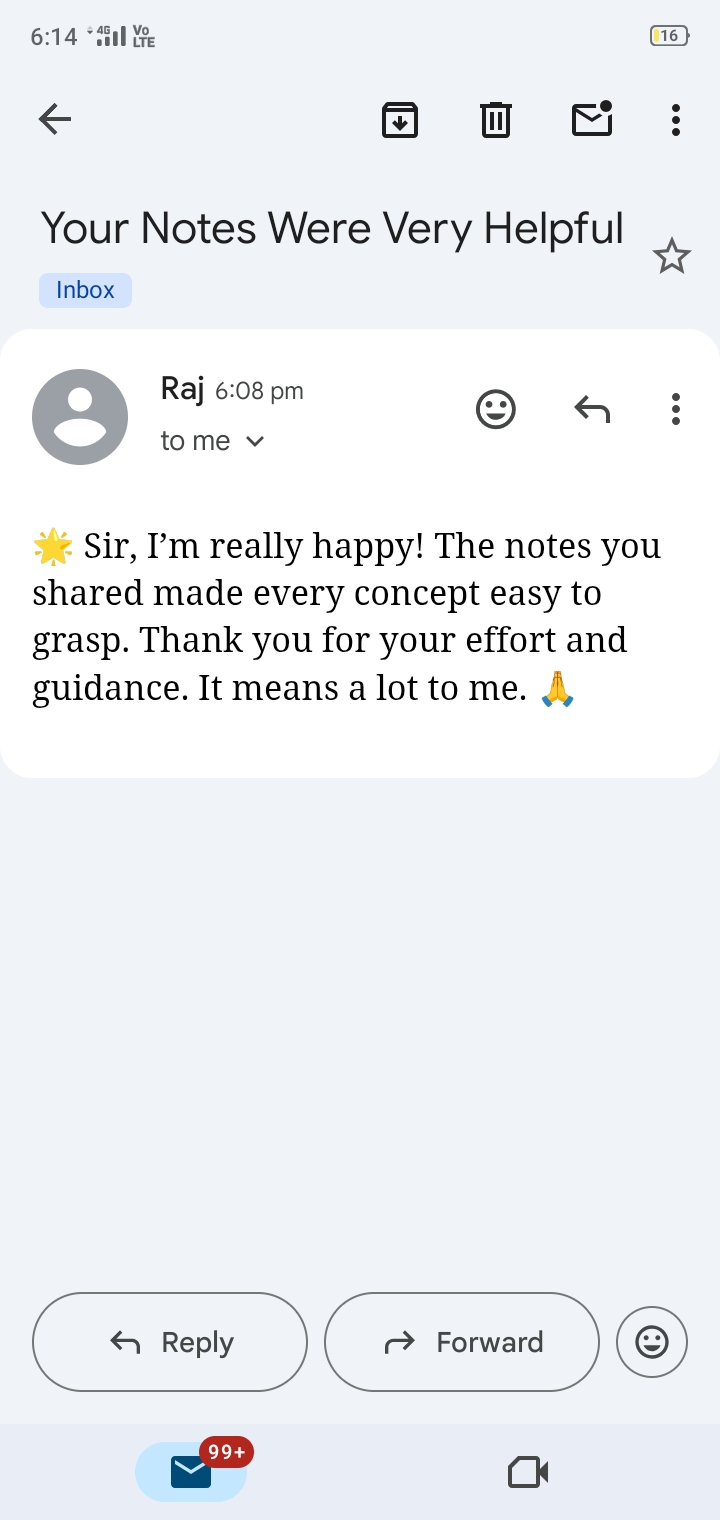 6:14 4G Vo LTE 16
Your Notes Were Very Helpful
Inbox
Raj 6:08 pm
to me
🌟 Sir, I’m really happy! The notes you
shared made every concept easy to
grasp. Thank you for your effort and
guidance. It means a lot to me. 🙏
Reply Forward
99+